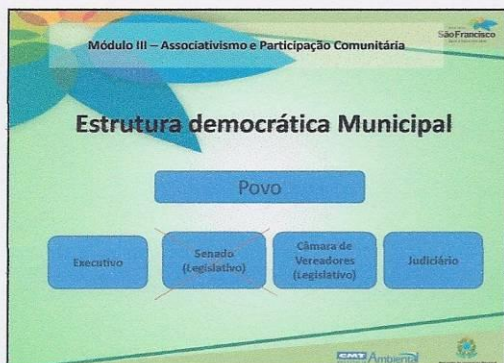 Módulo III – Associativismo e Participação Comunitária
São Francisco
Estrutura democrática Municipal
Povo
Executivo
Senado
(Legislativo)
Câmara de
Vereadores
(Legislativo)
Judiciário
CMT Ambiental